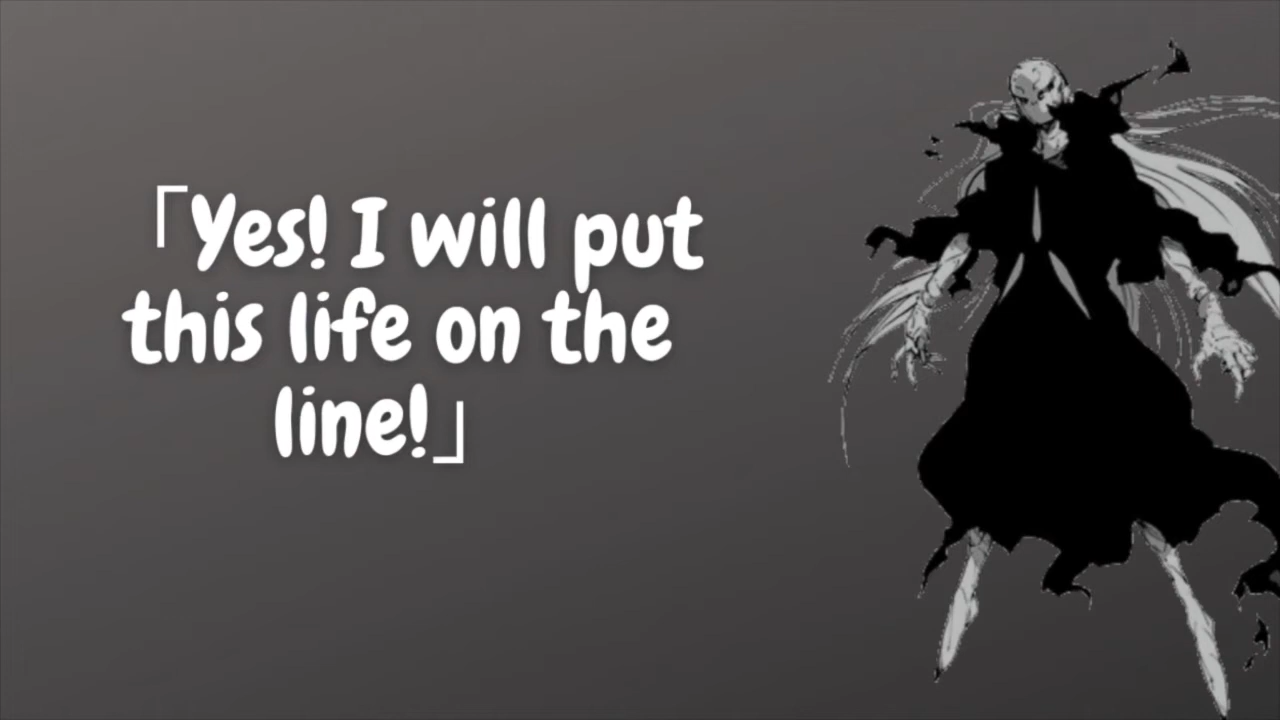 「Yes! I will put
this life on the
line!」